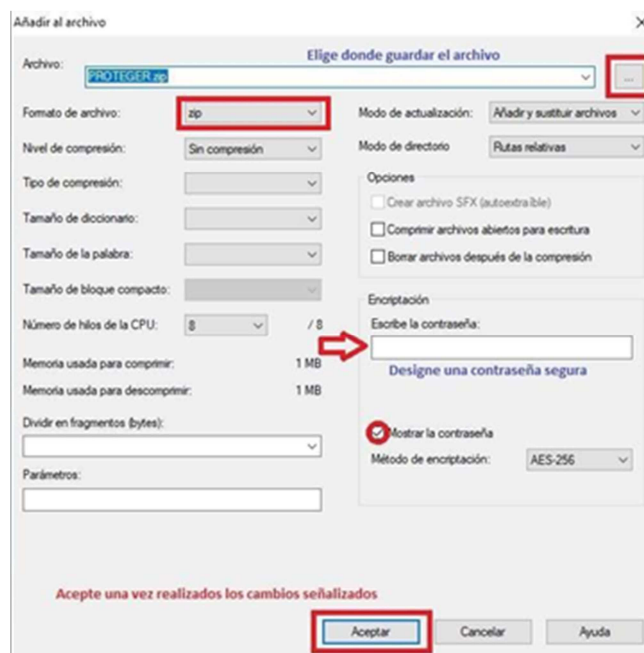 Añadir al archivo
Elige donde guardar el archivo
Archivo:
PROTEGER.zip
...
Formato de archivo:
zip
Modo de actualización:
Añadir y sustituir archivos
Nivel de compresión:
Sin compresión
Modo de directorio
Rutas relativas
Tipo de compresión:
Opciones
Crear archivo SFX (autoextraíble)
Tamaño de diccionario:
Comprimir archivos abiertos para escritura
Tamaño de la palabra:
Borrar archivos después de la compresión
Tamaño de bloque compacto:
Encriptación
Número de hilos de la CPU:
8
/ 8
Escribe la contraseña:
Memoria usada para comprimir:
1 MB
Designe una contraseña segura
Memoria usada para descomprimir:
1 MB
Dividir en fragmentos (bytes):
Mostrar la contraseña
Método de encriptación:
AES-256
Parámetros:
Acepte una vez realizados los cambios señalizados
Aceptar
Cancelar
Ayuda